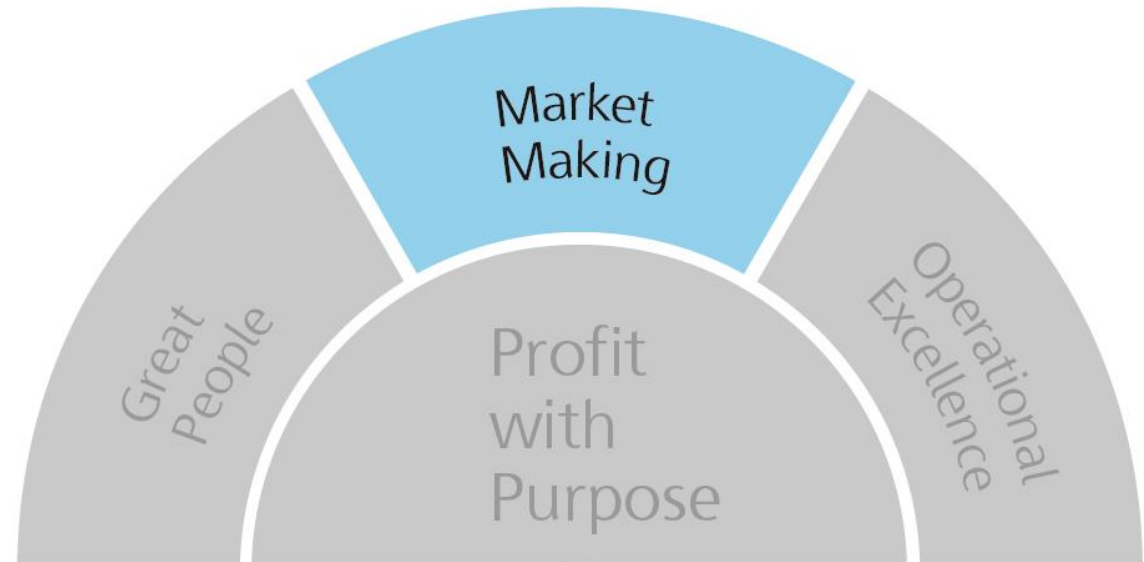 Great
People
Market
Making
Operational
Excellence
Profit
with
Purpose